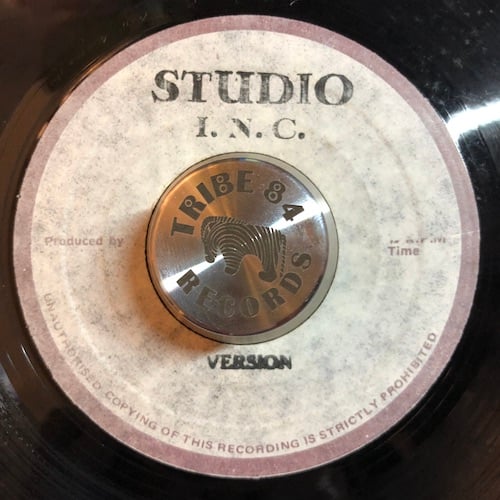 STUDIO
I. N. C.
TRIBE 84
RECORDS
Produced by
Time
VERSION
UNAUTHORISED COPYING OF THIS RECORDING IS STRICTLY PROHIBITED